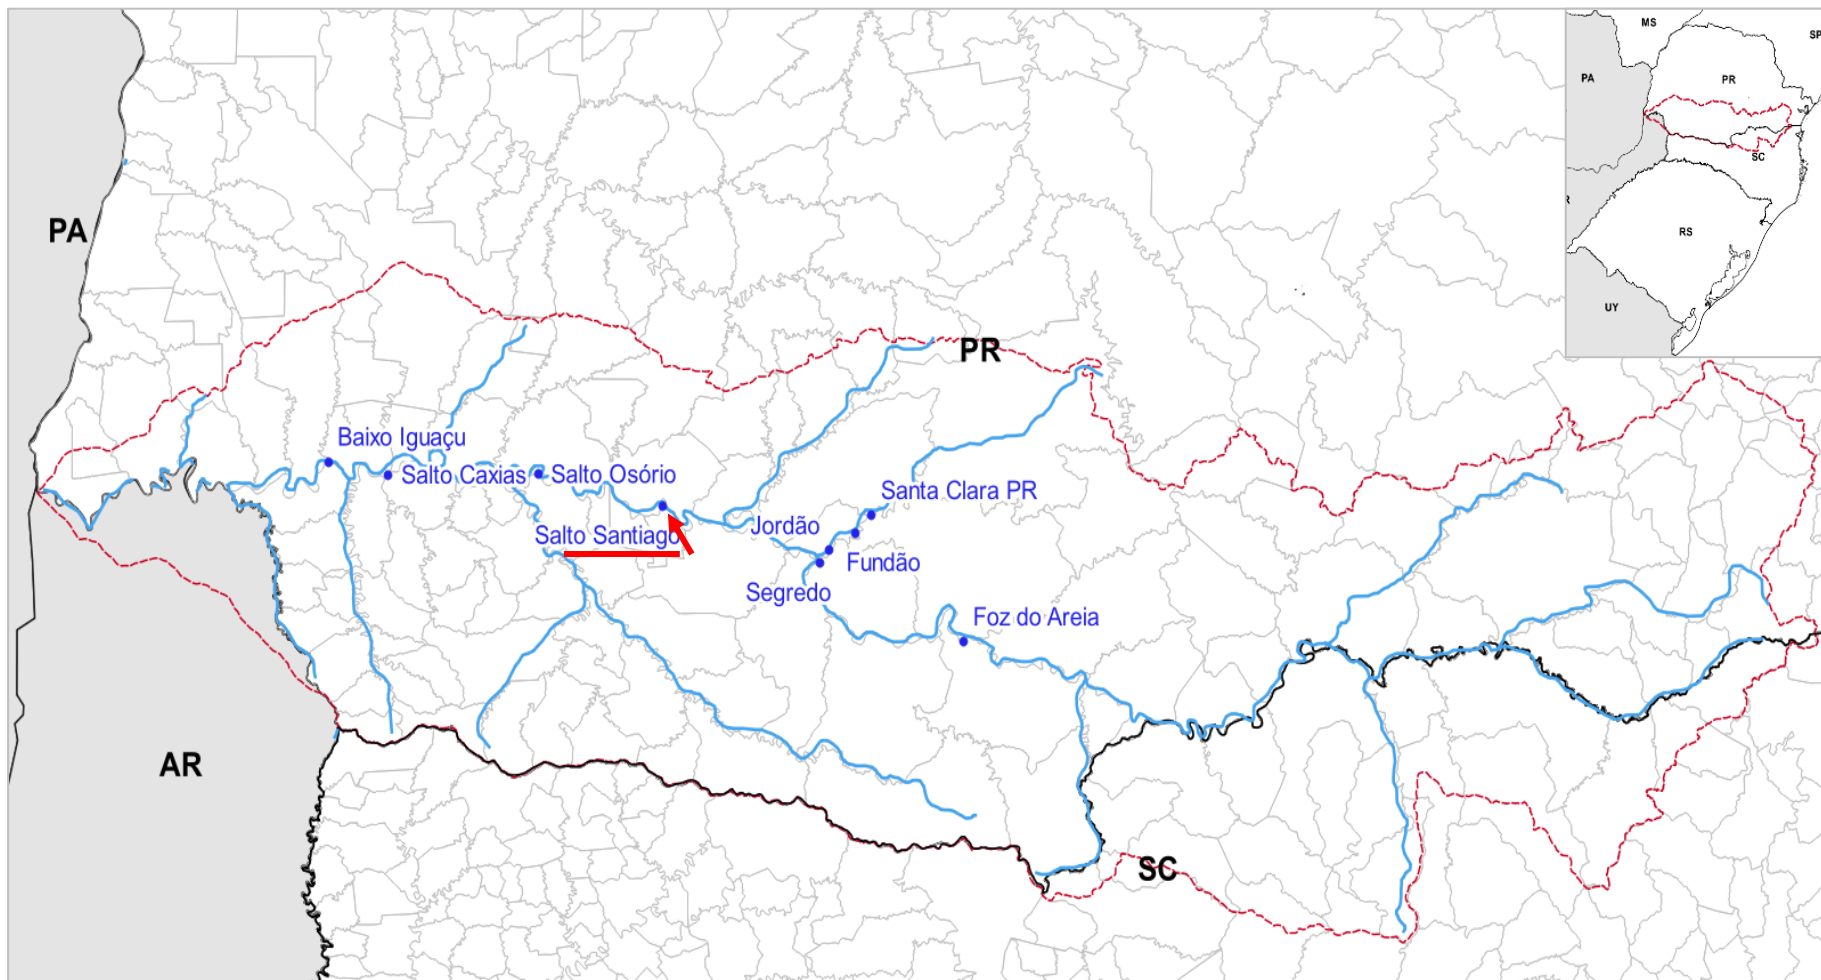 MS
SP
PA
PR
SC
R
RS
UY
PA
PR
Baixo Iguaçu
Salto Caxias
Salto Osório
Santa Clara PR
Salto Santiago
Jordão
Fundão
Segredo
Foz do Areia
AR
SC